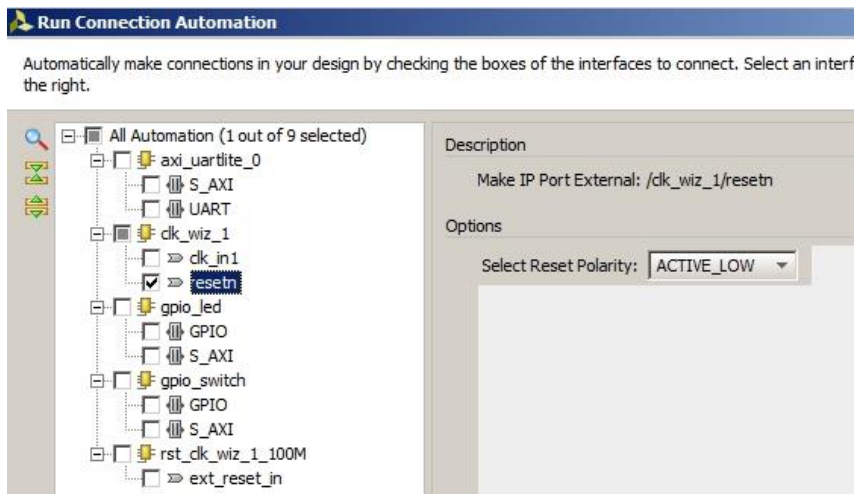 Run Connection Automation
Automatically make connections in your design by checking the boxes of the interfaces to connect. Select an interf
the right.
All Automation (1 out of 9 selected)
axi_uartlite_0
S_AXI
UART
clk_wiz_1
clk_in1
resetn
gpio_led
GPIO
S_AXI
gpio_switch
GPIO
S_AXI
rst_clk_wiz_1_100M
ext_reset_in
Description
Make IP Port External: /clk_wiz_1/resetn
Options
Select Reset Polarity: ACTIVE_LOW